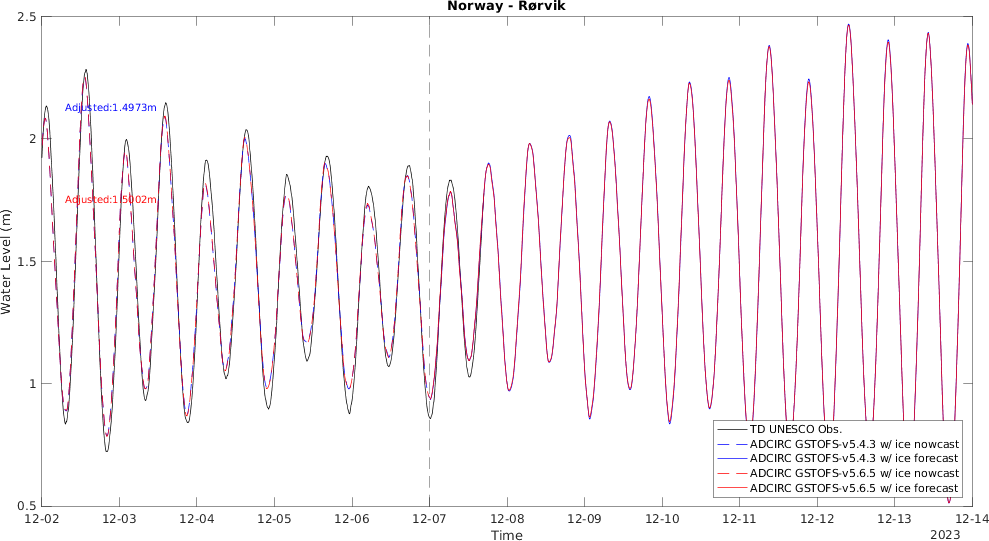 Norway - Rørvik
2.5
2
1.5
1
0.5
Water Level (m)
Adjusted:1.4973m
Adjusted:1.5002m
TD UNESCO Obs.
ADCIRC GSTOFS-v5.4.3 w/ ice nowcast
ADCIRC GSTOFS-v5.4.3 w/ ice forecast
ADCIRC GSTOFS-v5.6.5 w/ ice nowcast
ADCIRC GSTOFS-v5.6.5 w/ ice forecast
12-02 12-03 12-04 12-05 12-06 12-07 12-08 12-09 12-10 12-11 12-12 12-13 12-14
Time
2023